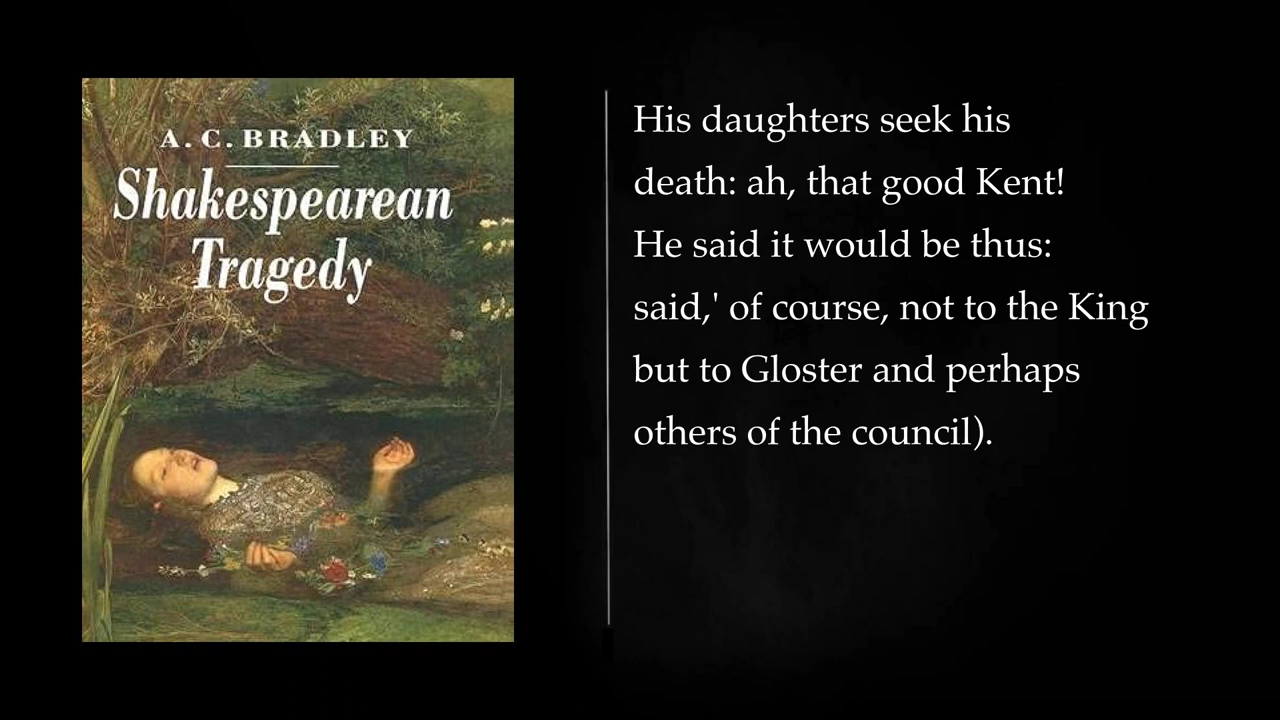 A. C. BRADLEY
Shakespearean
Tragedy
His daughters seek his
death: ah, that good Kent!
He said it would be thus:
said,' of course, not to the King
but to Gloster and perhaps
others of the council).